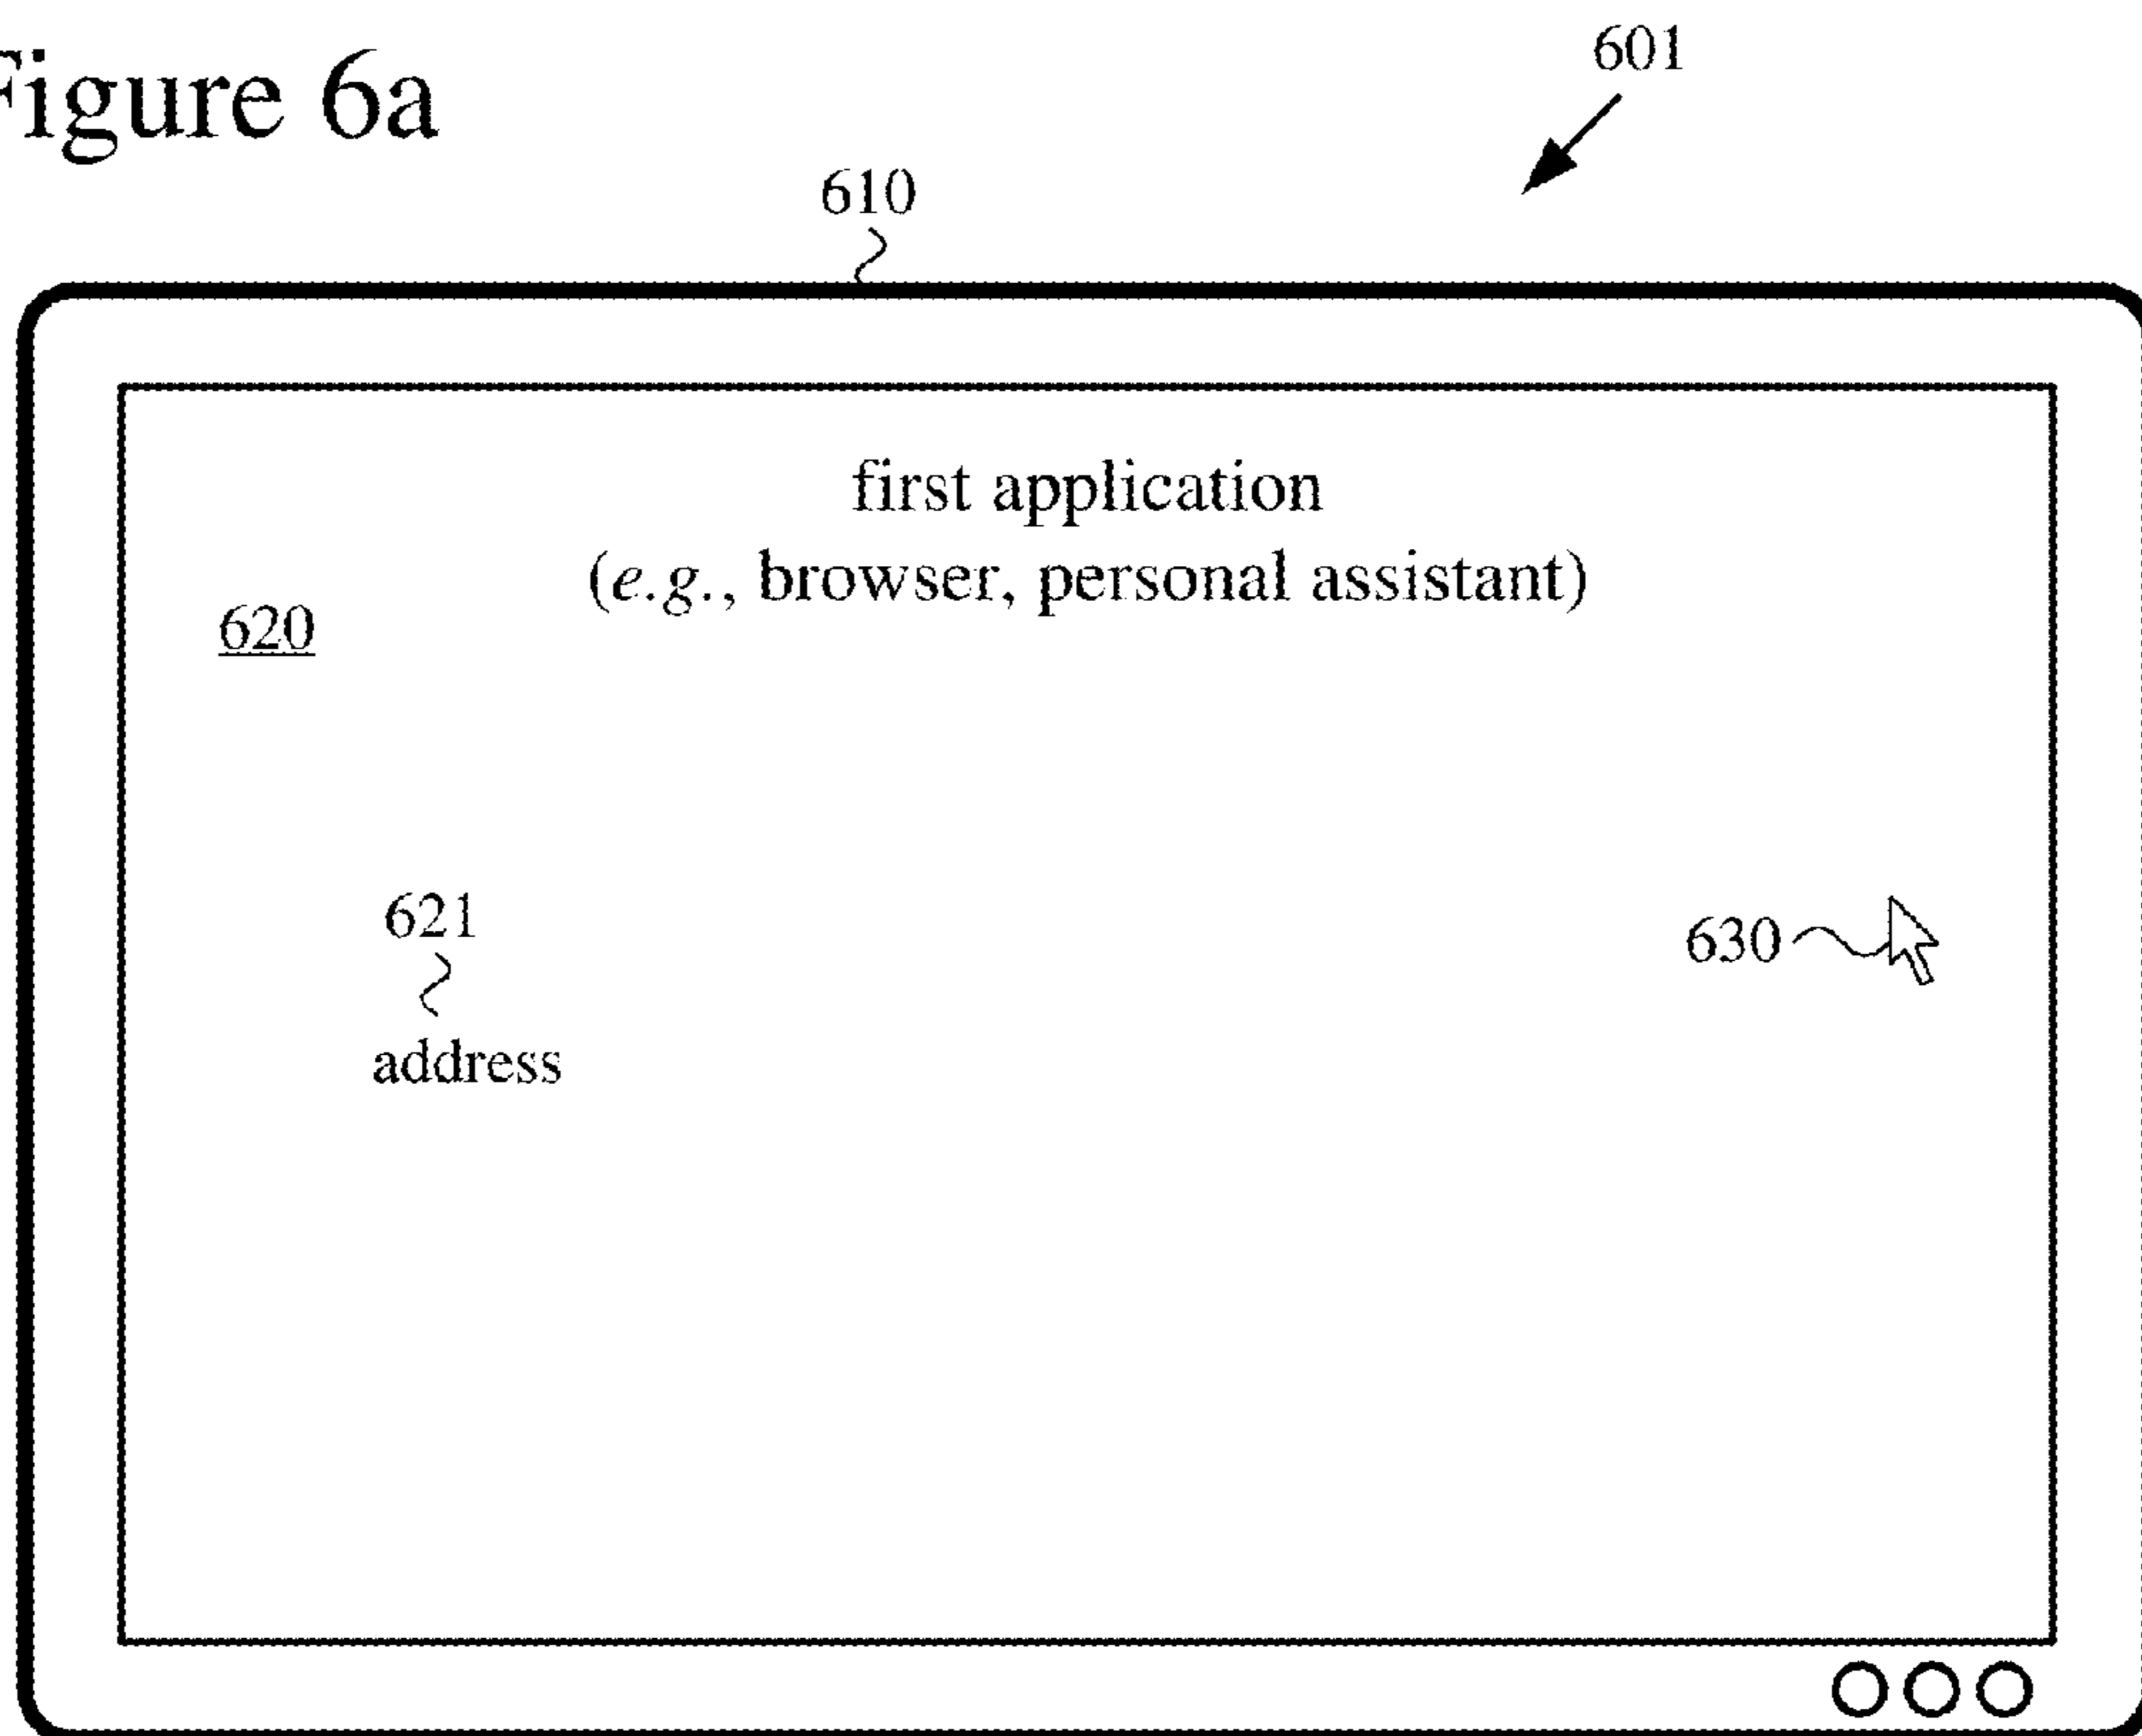 Figure 6a
601
610
first application
(e.g., browser, personal assistant)
620
621
630
address